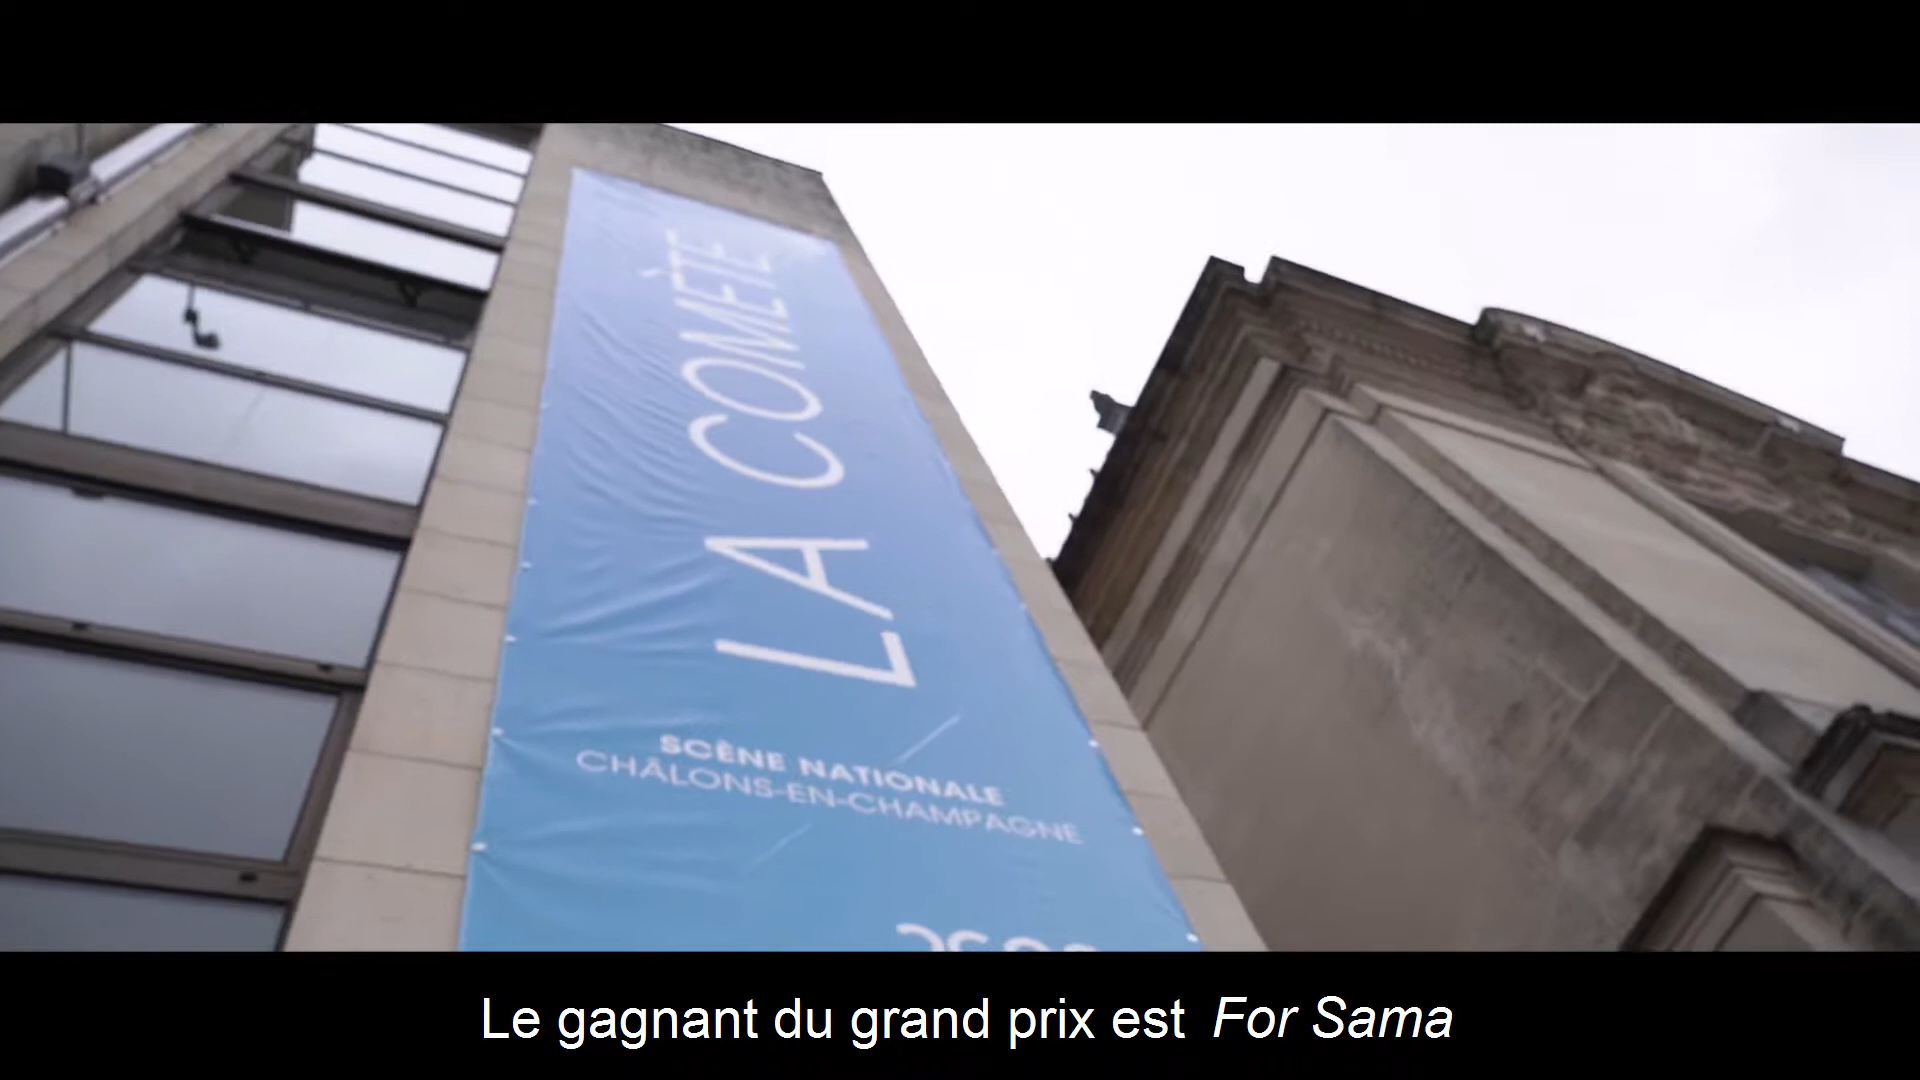 LA COMÈTE
SCÈNE NATIONALE
CHÂLONS-EN-CHAMPAGNE
Le gagnant du grand prix est For Sama